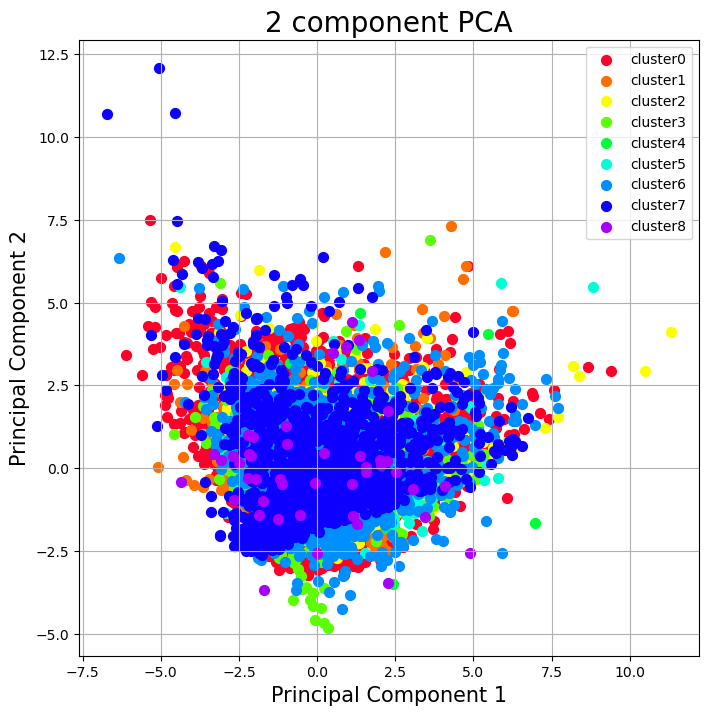 2 component PCA
12.5
10.0
7.5
5.0
2.5
0.0
−2.5
−5.0
Principal Component 2
cluster0
cluster1
cluster2
cluster3
cluster4
cluster5
cluster6
cluster7
cluster8
−7.5 −5.0 −2.5 0.0 2.5 5.0 7.5 10.0
Principal Component 1